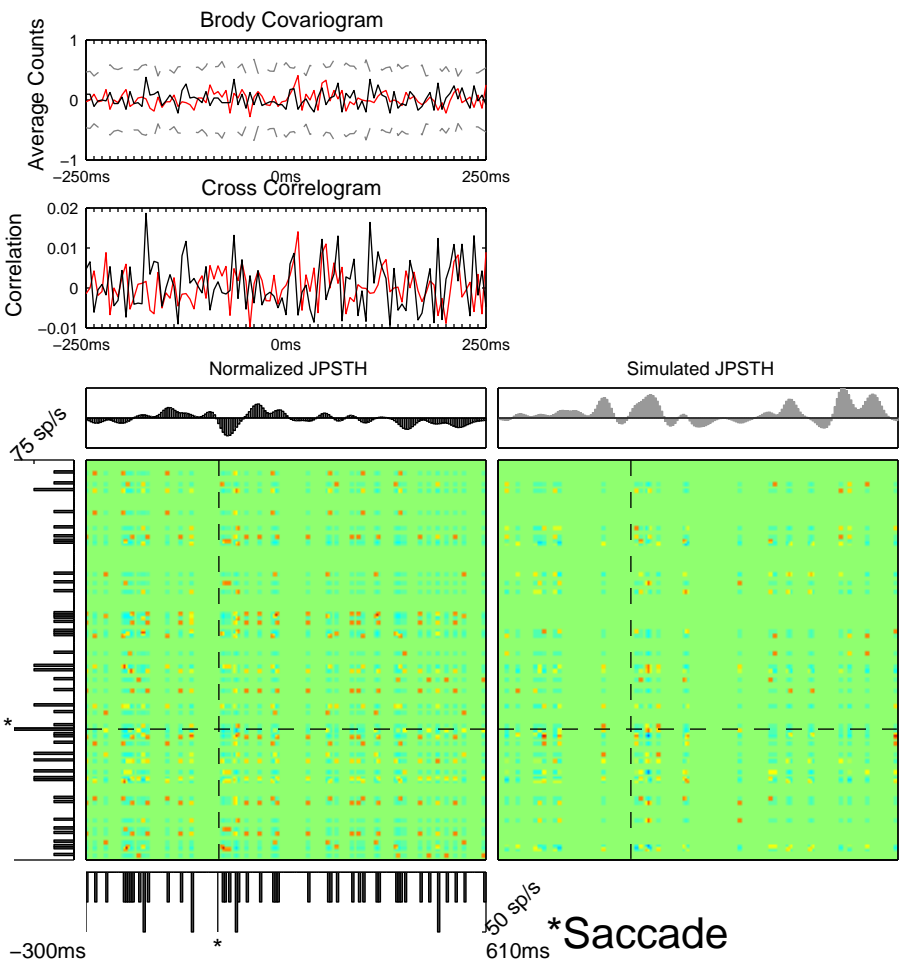 Brody Covariogram
Average Counts
1
0
−1
−250ms
0ms
250ms
Cross Correlogram
Correlation
0.02
0.01
0
−0.01
−250ms
0ms
250ms
Normalized JPSTH
Simulated JPSTH
75 sp/s
*
*
50 sp/s
−300ms
610ms
*Saccade